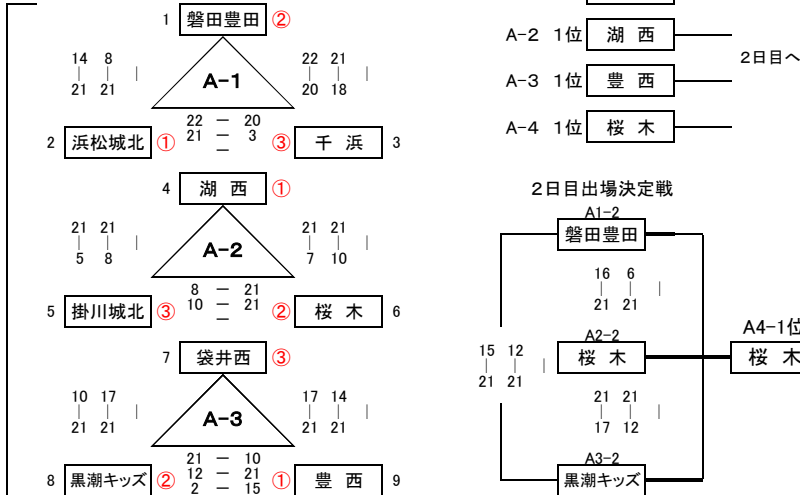 1 磐田豊田 ②
14 8
| | |
21 21
A-1
22 21
| | |
20 18
22 － 20
21 － 3
－
2 浜松城北 ①
③ 千 浜 3
4 湖 西 ①
21 21
| | |
5 8
A-2
21 21
| | |
7 10
8 － 21
10 － 21
－
5 掛川城北 ③
② 桜 木 6
7 袋井西 ③
10 17
| | |
21 21
A-3
17 14
| | |
21 21
21 － 10
12 － 21
2 － 15
8 黒潮キッズ ②
① 豊 西 9
A-2 1位 湖 西
2日目へ
A-3 1位 豊 西
A-4 1位 桜 木
2日目出場決定戦
A1-2
磐田豊田
16 6
| | |
21 21
15 12
| | |
21 21
A2-2
桜 木
A4-1位
桜 木
21 21
| | |
17 12
A3-2
黒潮キッズ